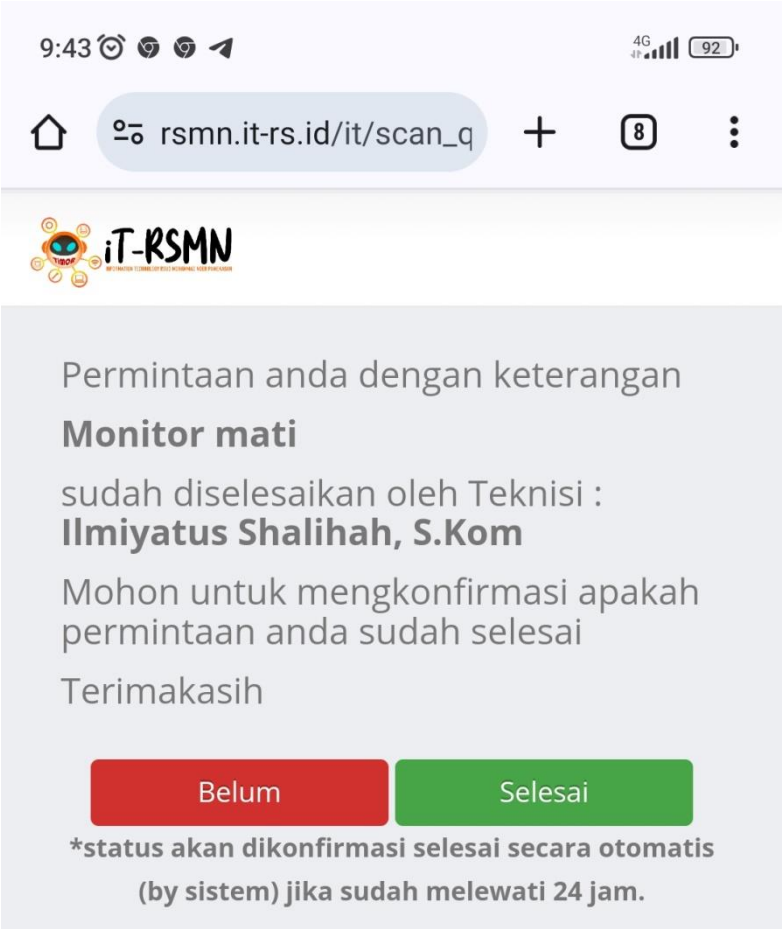 9:43
4G
92
rsmn.it-rs.id/it/scan_q
8
TIMOR
iT-RSMN
Permintaan anda dengan keterangan
Monitor mati
sudah diselesaikan oleh Teknisi :
Ilmiyatus Shalihah, S.Kom
Mohon untuk mengkonfirmasi apakah
permintaan anda sudah selesai
Terimakasih
Belum
Selesai
*status akan dikonfirmasi selesai secara otomatis
(by sistem) jika sudah melewati 24 jam.